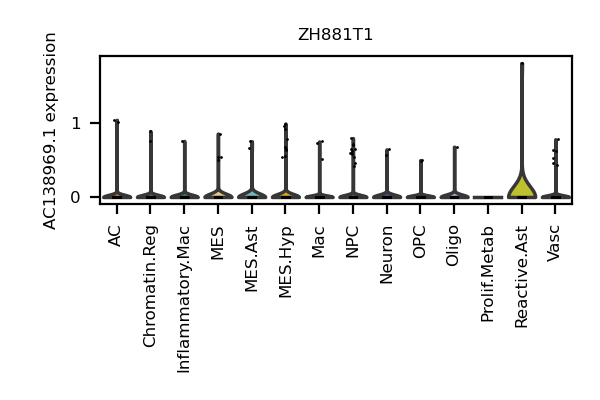 ZH881T1
AC138969.1 expression
1
0
AC
Chromatin.Reg
Inflammatory.Mac
MES
MES.Ast
MES.Hyp
Mac
NPC
Neuron
OPC
Oligo
Prolif.Metab
Reactive.Ast
Vasc